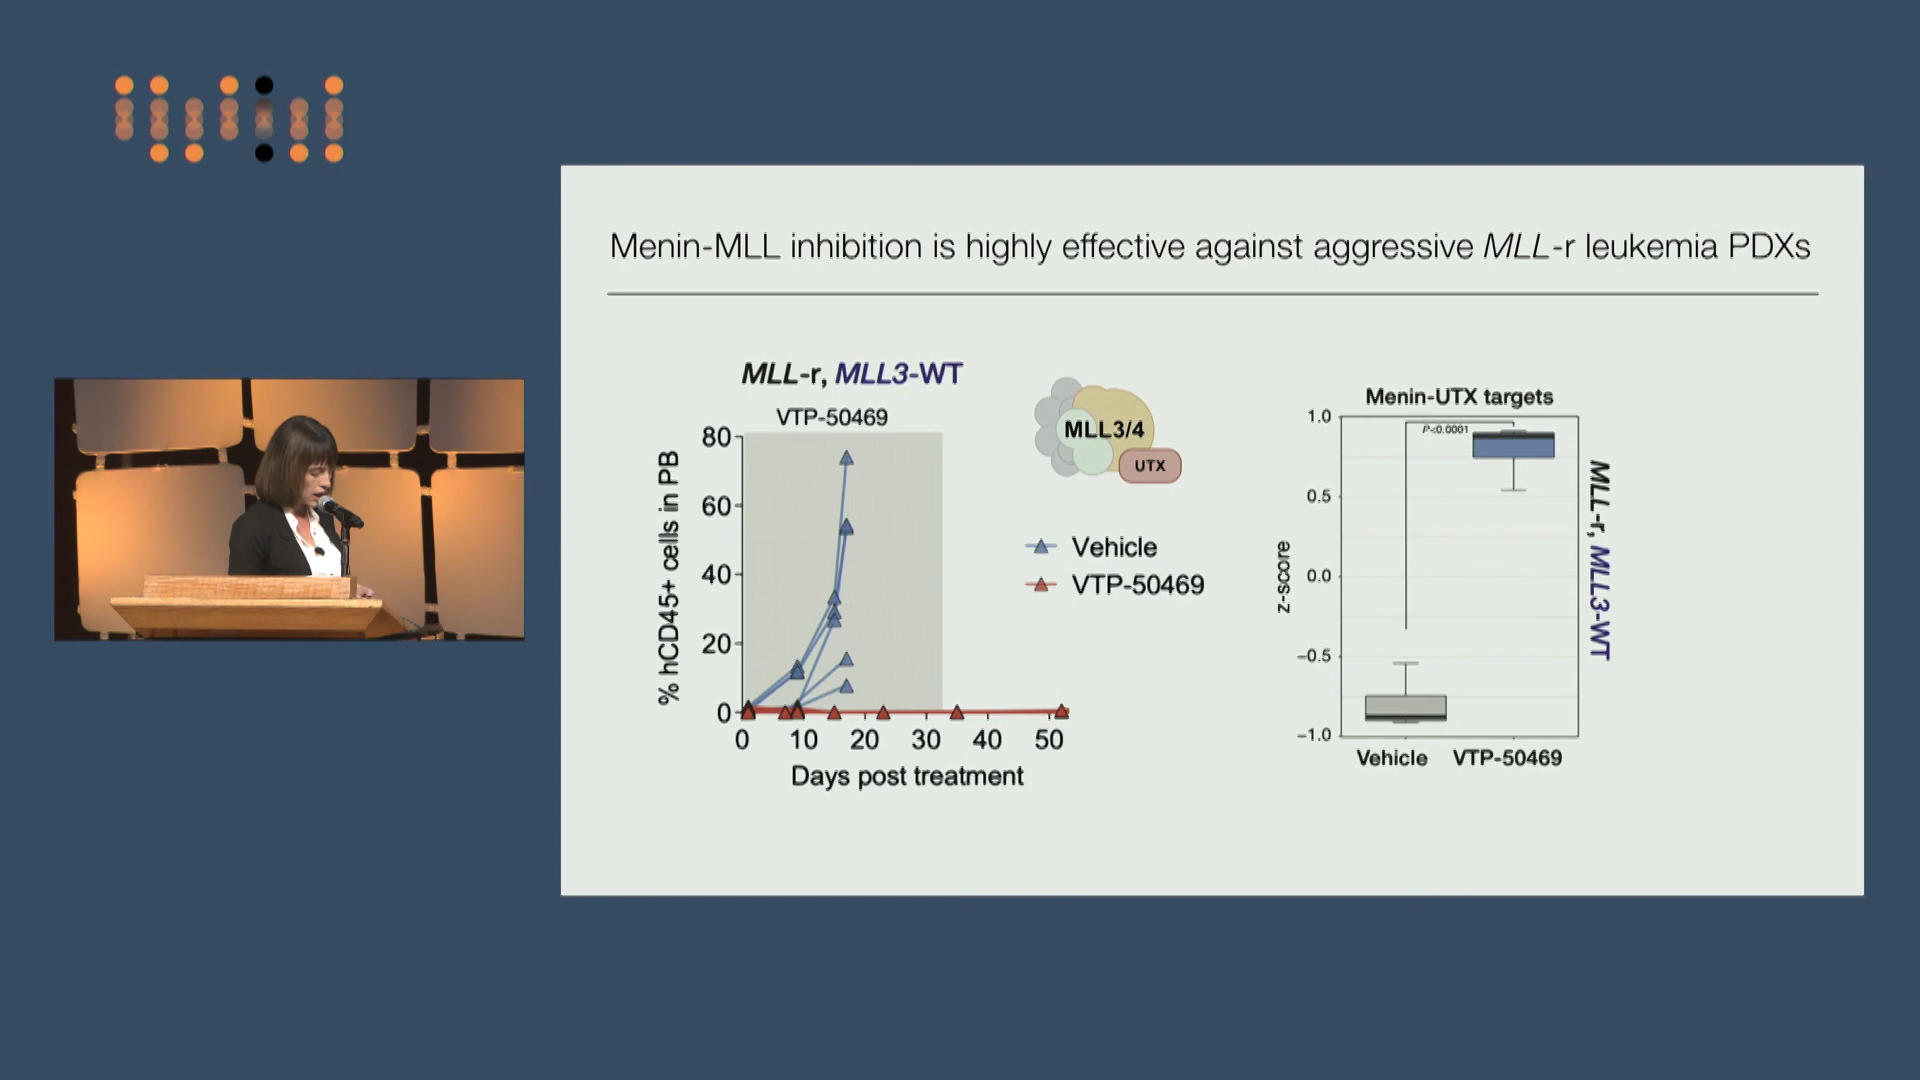 Menin-MLL inhibition is highly effective against aggressive MLL-r leukemia PDXs
MLL-r, MLL3-WT
VTP-50469
80
60
40
20
0
% hCD45+ cells in PB
0 10 20 30 40 50
Days post treatment
MLL3/4
UTX
Vehicle
VTP-50469
Menin-UTX targets
P<0.0001
1.0
0.5
0.0
−0.5
−1.0
z-score
Vehicle VTP-50469
MLL-r, MLL3-WT